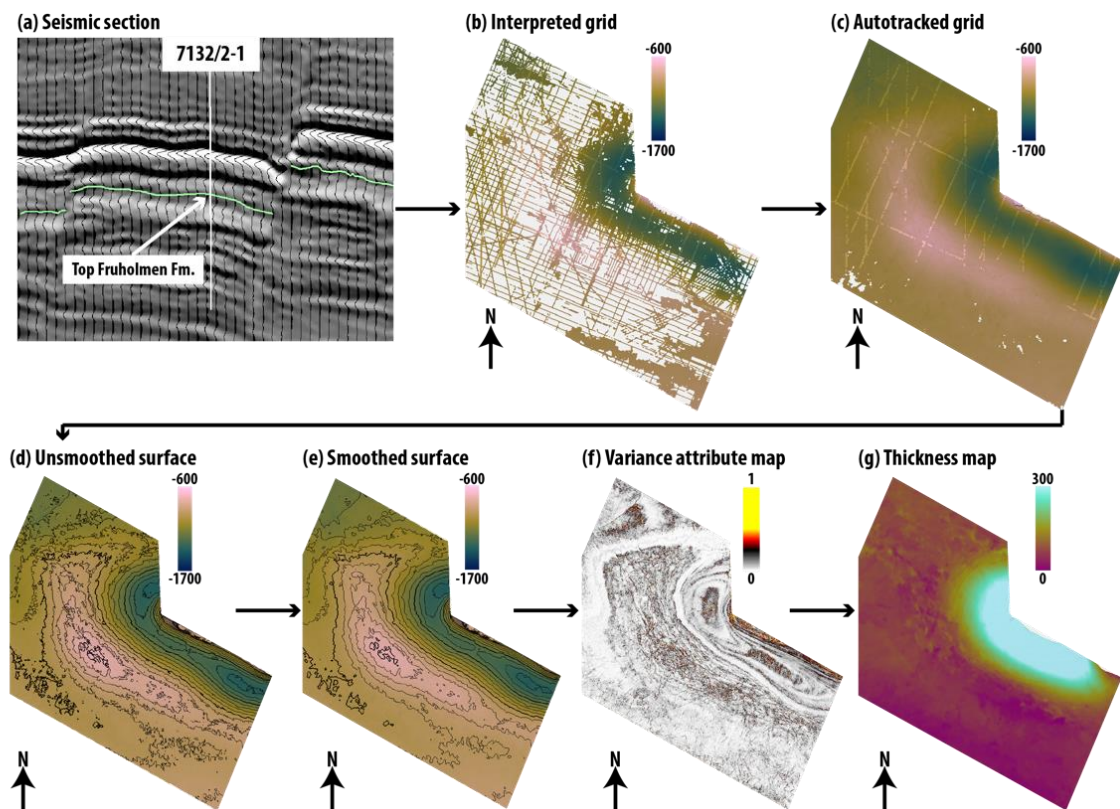 (a) Seismic section
7132/2-1
Top Fruholmen Fm.
(b) Interpreted grid
-600
-1700
N
(c) Autotracked grid
-600
-1700
N
(d) Unsmoothed surface
-600
-1700
N
(e) Smoothed surface
-600
-1700
N
(f) Variance attribute map
1
0
N
(g) Thickness map
300
0
N